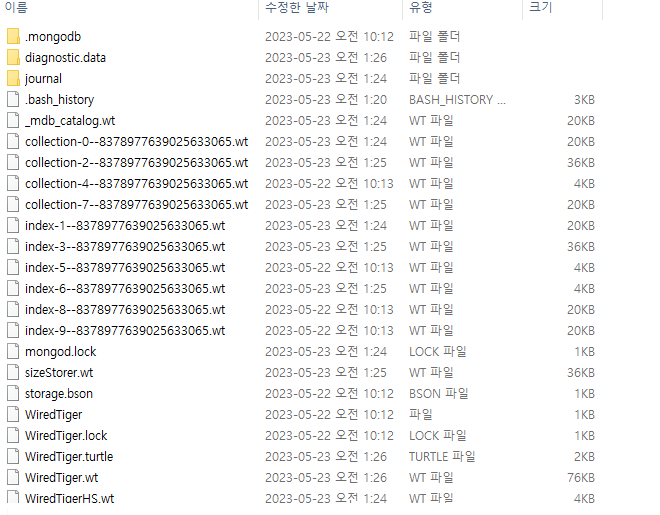 이름 수정한 날짜 유형 크기
.mongodb 2023-05-22 오전 10:12 파일 폴더
diagnostic.data 2023-05-23 오전 1:26 파일 폴더
journal 2023-05-23 오전 1:24 파일 폴더
.bash_history 2023-05-23 오전 1:20 BASH_HISTORY ... 3KB
_mdb_catalog.wt 2023-05-23 오전 1:24 WT 파일 20KB
collection-0--8378977639025633065.wt 2023-05-23 오전 1:24 WT 파일 20KB
collection-2--8378977639025633065.wt 2023-05-23 오전 1:25 WT 파일 36KB
collection-4--8378977639025633065.wt 2023-05-22 오전 10:13 WT 파일 4KB
collection-7--8378977639025633065.wt 2023-05-23 오전 1:25 WT 파일 20KB
index-1--8378977639025633065.wt 2023-05-23 오전 1:24 WT 파일 20KB
index-3--8378977639025633065.wt 2023-05-23 오전 1:25 WT 파일 36KB
index-5--8378977639025633065.wt 2023-05-22 오전 10:13 WT 파일 4KB
index-6--8378977639025633065.wt 2023-05-23 오전 1:25 WT 파일 4KB
index-8--8378977639025633065.wt 2023-05-22 오전 10:13 WT 파일 20KB
index-9--8378977639025633065.wt 2023-05-22 오전 10:13 WT 파일 20KB
mongod.lock 2023-05-23 오전 1:24 LOCK 파일 1KB
sizeStorer.wt 2023-05-23 오전 1:25 WT 파일 36KB
storage.bson 2023-05-22 오전 10:12 BSON 파일 1KB
WiredTiger 2023-05-22 오전 10:12 파일 1KB
WiredTiger.lock 2023-05-22 오전 10:12 LOCK 파일 1KB
WiredTiger.turtle 2023-05-23 오전 1:26 TURTLE 파일 2KB
WiredTiger.wt 2023-05-23 오전 1:26 WT 파일 76KB
WiredTigerHS.wt 2023-05-23 오전 1:24 WT 파일 4KB